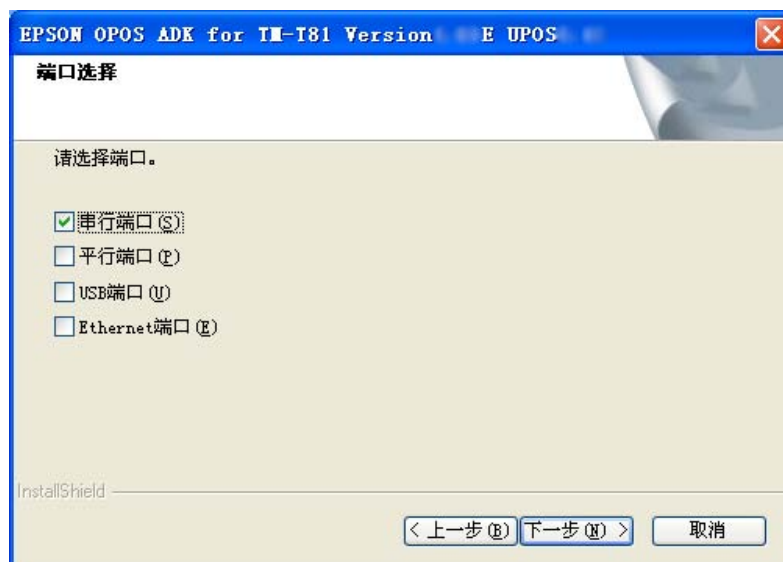 EPSON OPOS ADK for TM-T81 Version E UPOS
端口选择
请选择端口。
串行端口(S)
平行端口(P)
USB端口(U)
Ethernet端口(E)
InstallShield
< 上一步(B) 下一步(N) > 取消